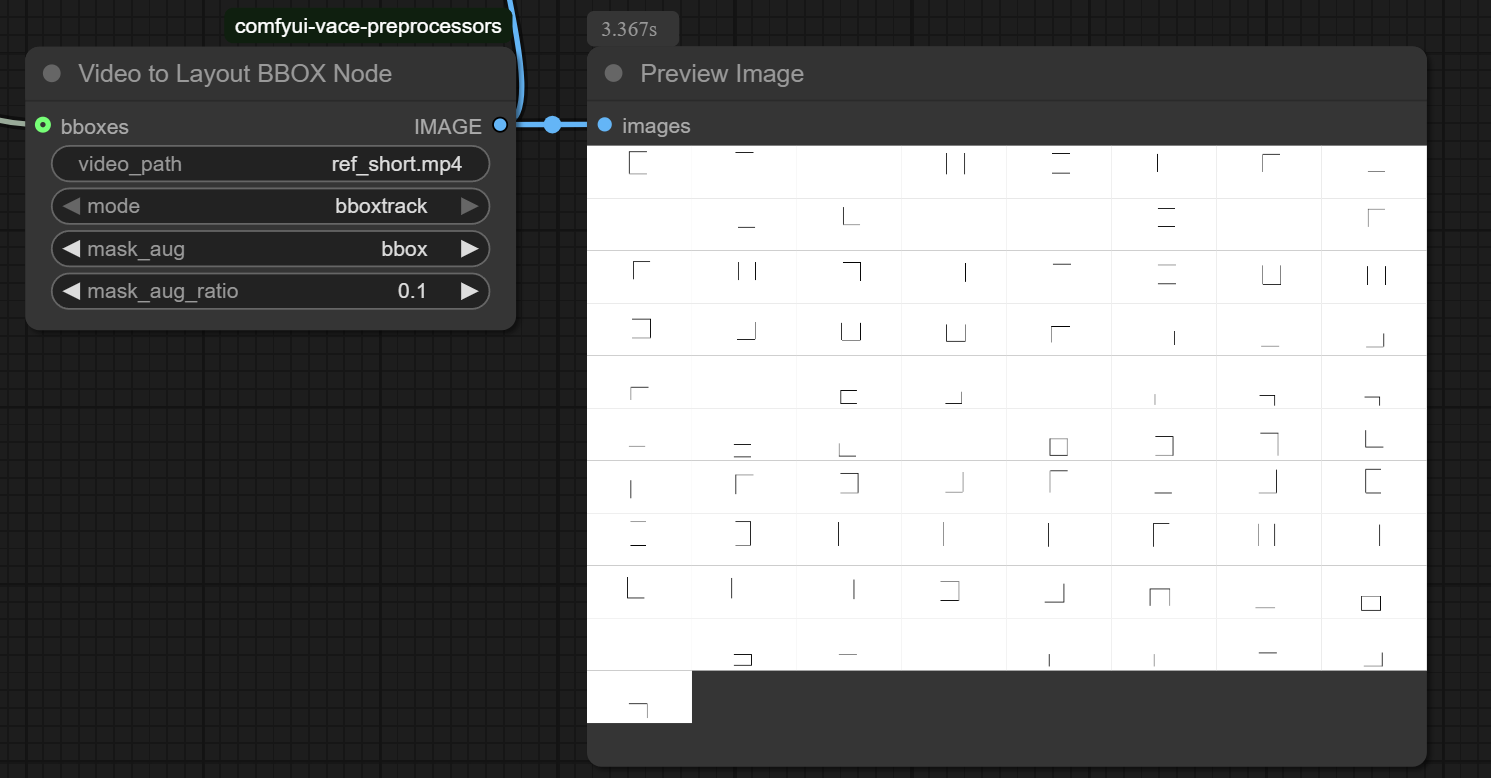 comfyui-vace-preprocessors
3.367s
Video to Layout BBOX Node
Preview Image
bboxes
IMAGE
images
video_path
ref_short.mp4
mode
bboxtrack
mask_aug
bbox
mask_aug_ratio
0.1